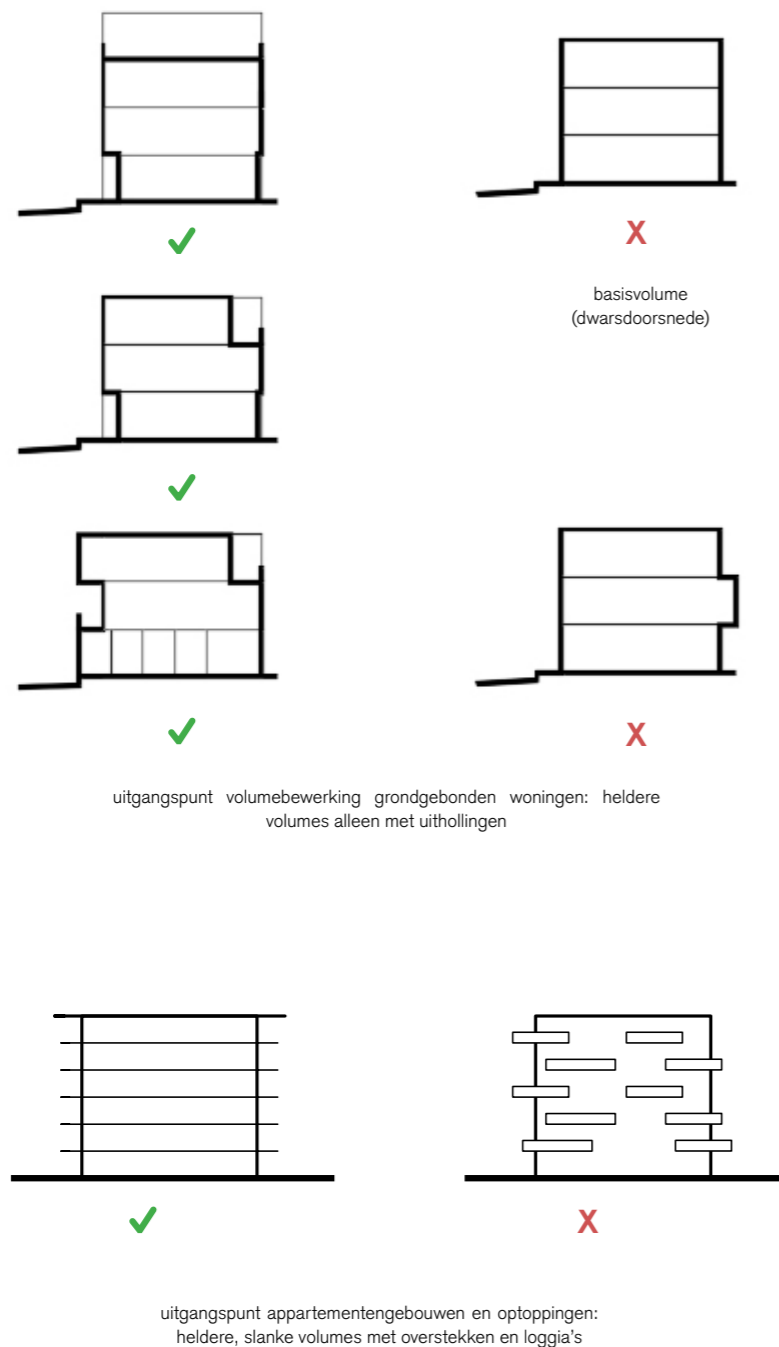 X
basisvolume
(dwarsdoorsnede)
X
uitgangspunt volumebewerking grondgebonden woningen: heldere
volumes alleen met uithollingen
X
uitgangspunt appartementengebouwen en optoppingen:
heldere, slanke volumes met overstekken en loggia's